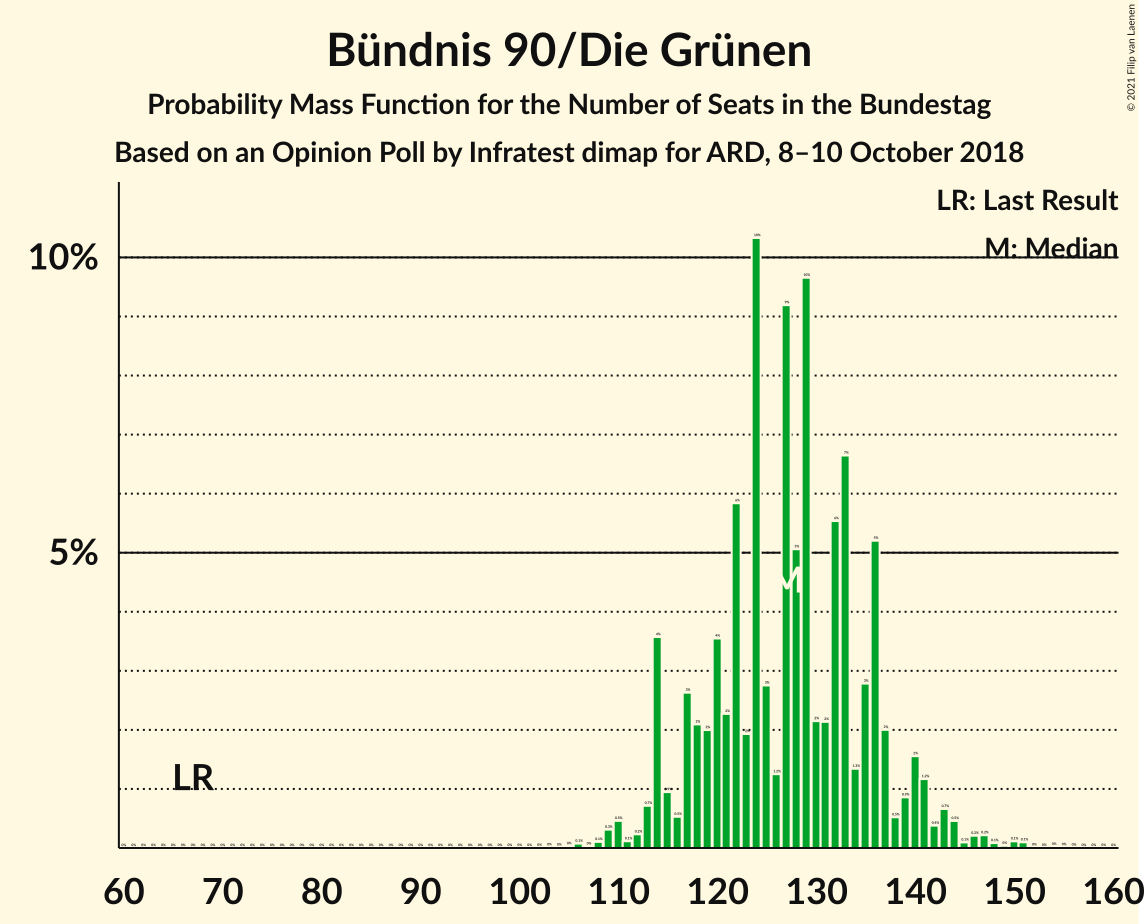 Bündnis 90/Die Grünen
Probability Mass Function for the Number of Seats in the Bundestag
Based on an Opinion Poll by Infratest dimap for ARD, 8–10 October 2018
© 2021 Filip van Laenen
LR: Last Result
M: Median
10%
5%
LR
M
60 70 80 90 100 110 120 130 140 150 160